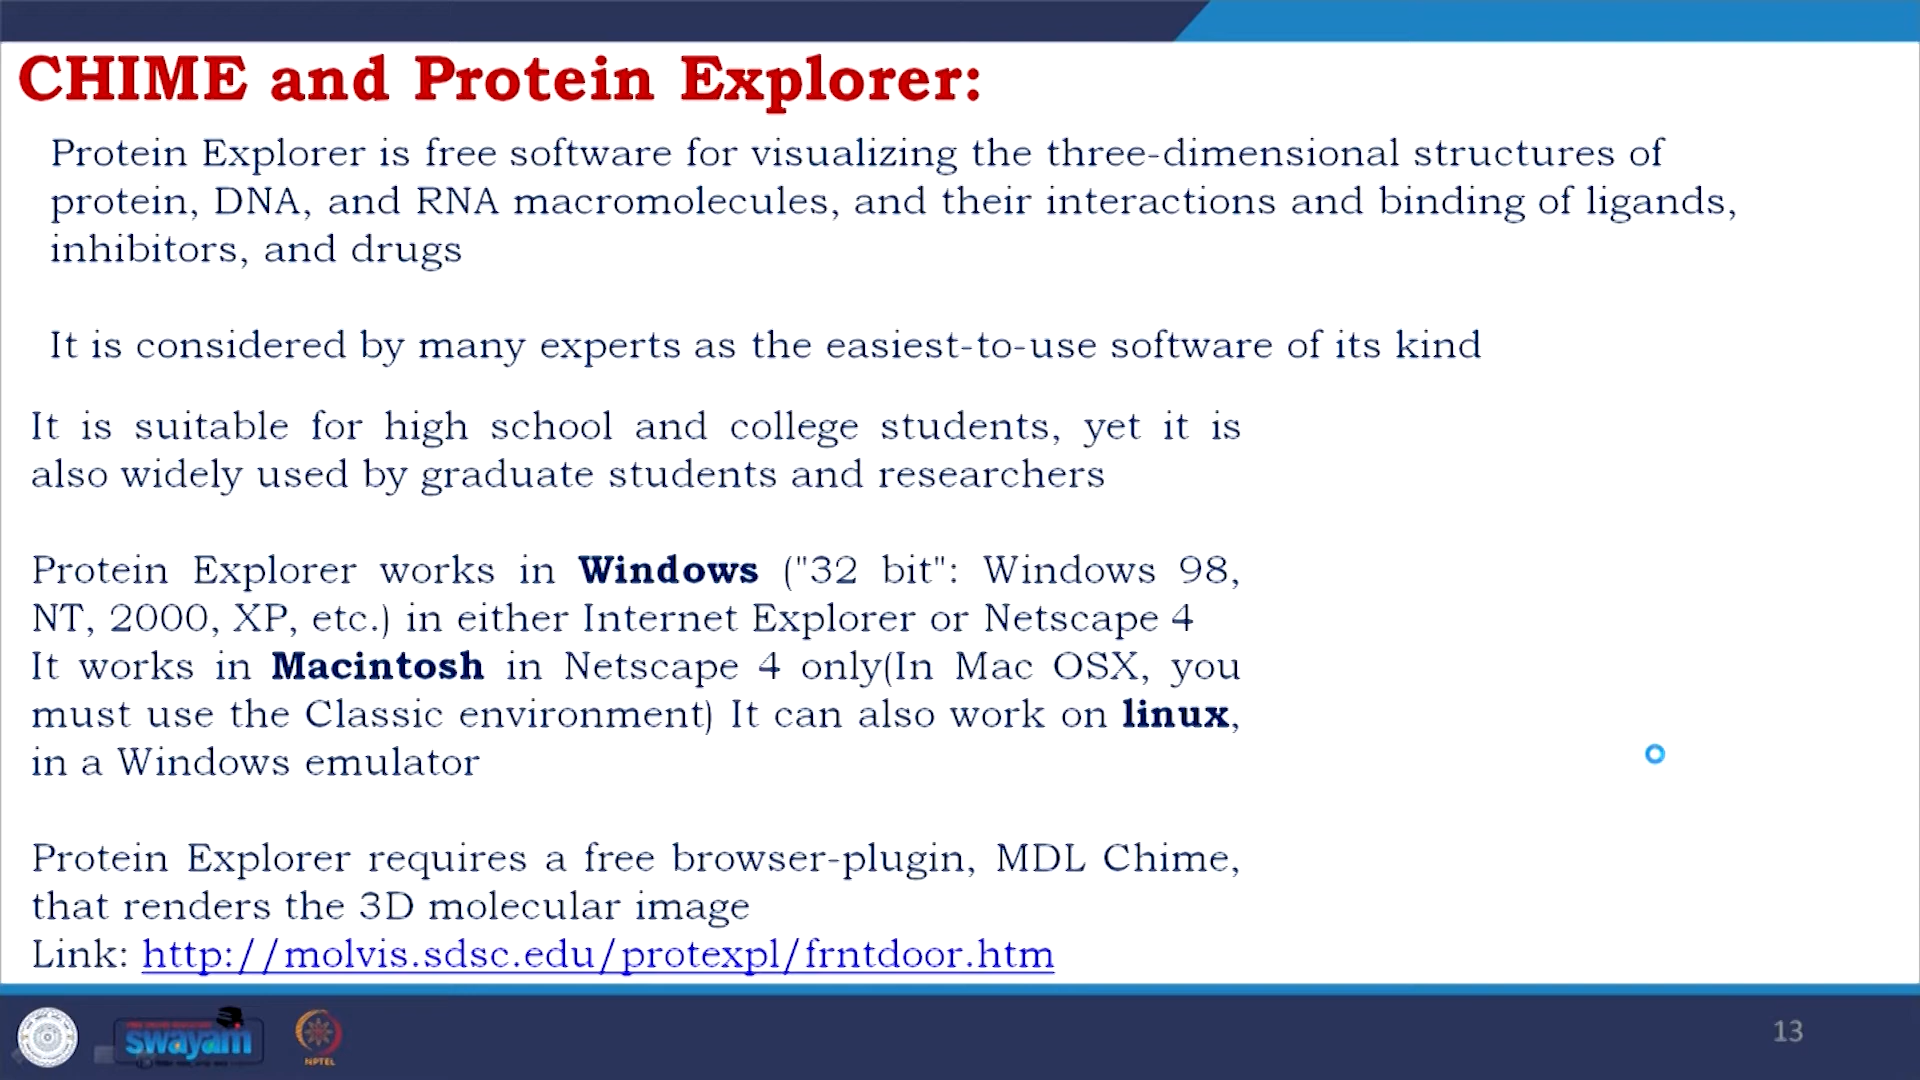 CHIME and Protein Explorer:
Protein Explorer is free software for visualizing the three-dimensional structures of
protein, DNA, and RNA macromolecules, and their interactions and binding of ligands,
inhibitors, and drugs
It is considered by many experts as the easiest-to-use software of its kind
It is suitable for high school and college students, yet it is
also widely used by graduate students and researchers
Protein Explorer works in Windows ("32 bit": Windows 98,
NT, 2000, XP, etc.) in either Internet Explorer or Netscape 4
It works in Macintosh in Netscape 4 only(In Mac OSX, you
must use the Classic environment) It can also work on linux,
in a Windows emulator
Protein Explorer requires a free browser-plugin, MDL Chime,
that renders the 3D molecular image
Link: http://molvis.sdsc.edu/protexpl/frntdoor.htm
swayam
NPTEL
13